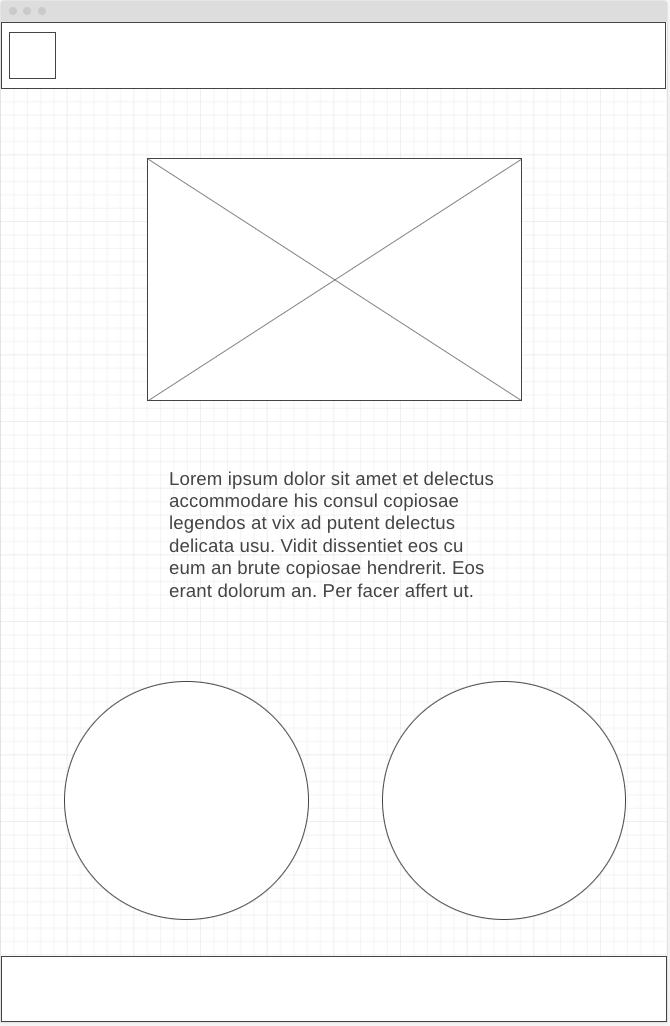 Lorem ipsum dolor sit amet et delectus
accommodare his consul copiosae
legendos at vix ad putent delectus
delicata usu. Vidit dissentiet eos cu
eum an brute copiosae hendrerit. Eos
erant dolorum an. Per facer affert ut.